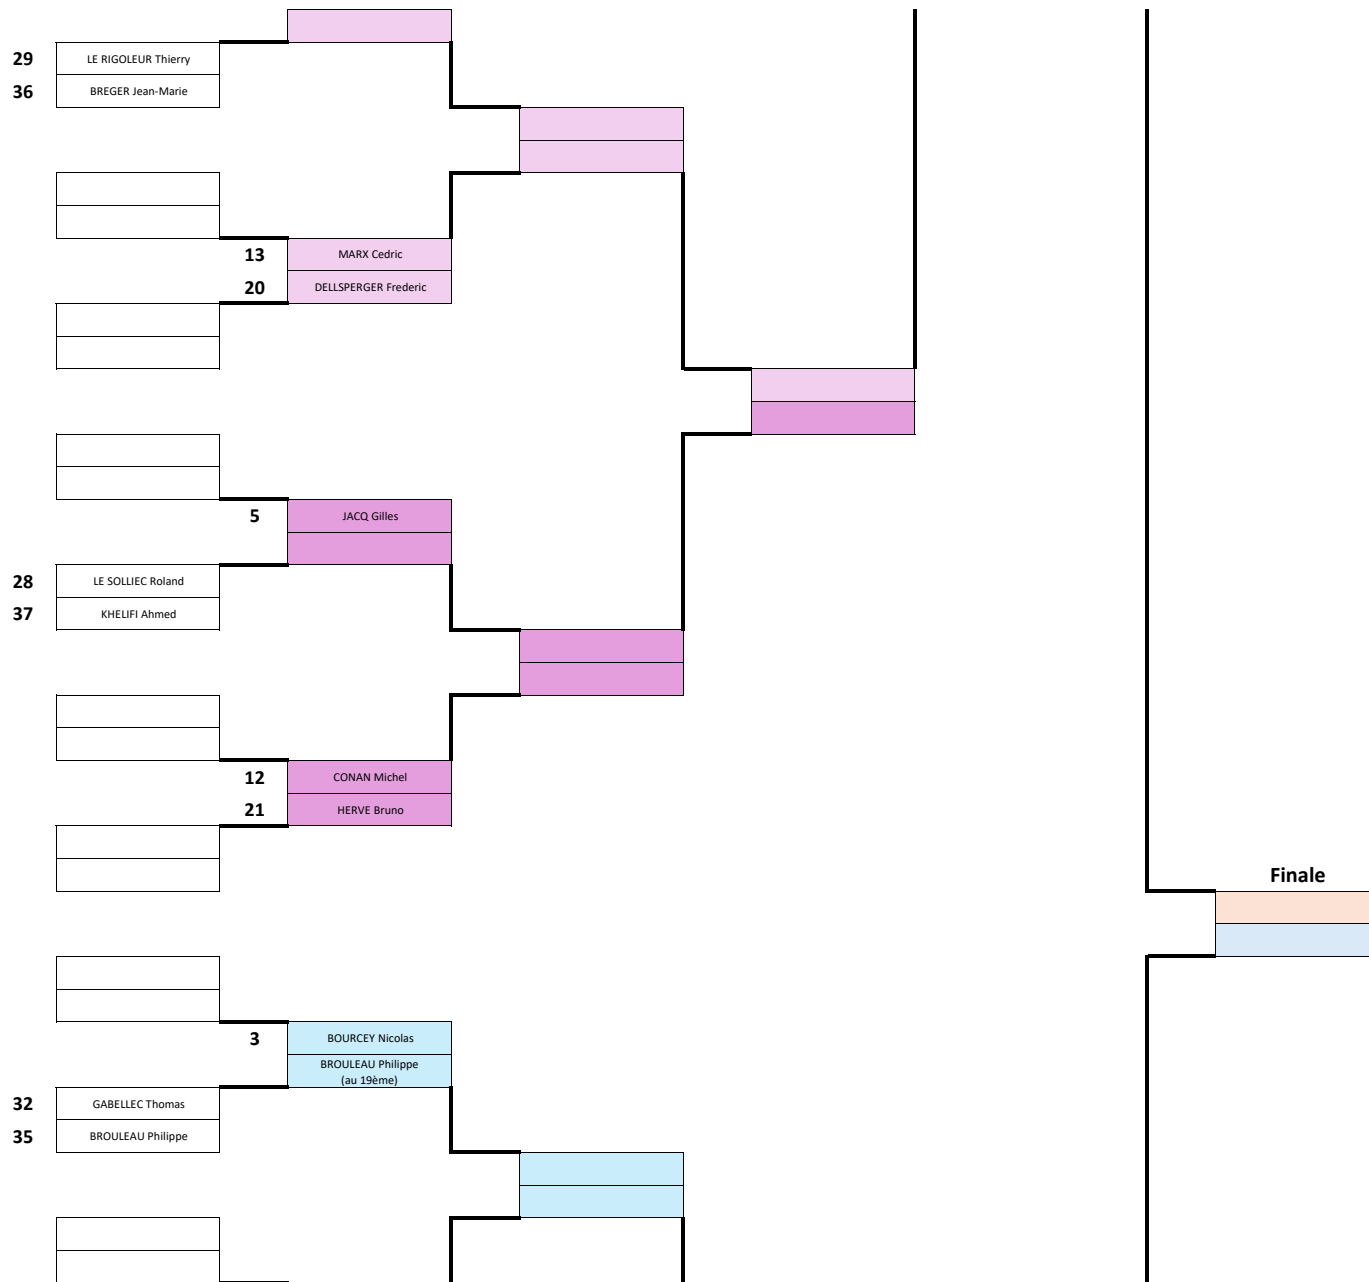 29 LE RIGOLEUR Thierry
36 BREGER Jean-Marie
13 MARX Cedric
20 DELLSPERGER Frederic
5 JACQ Gilles
28 LE SOLLIEC Roland
37 KHELIFI Ahmed
12 CONAN Michel
21 HERVE Bruno
Finale
3 BOURCEY Nicolas
BROULEAU Philippe
(au 19ème)
32 GABELLEC Thomas
35 BROULEAU Philippe